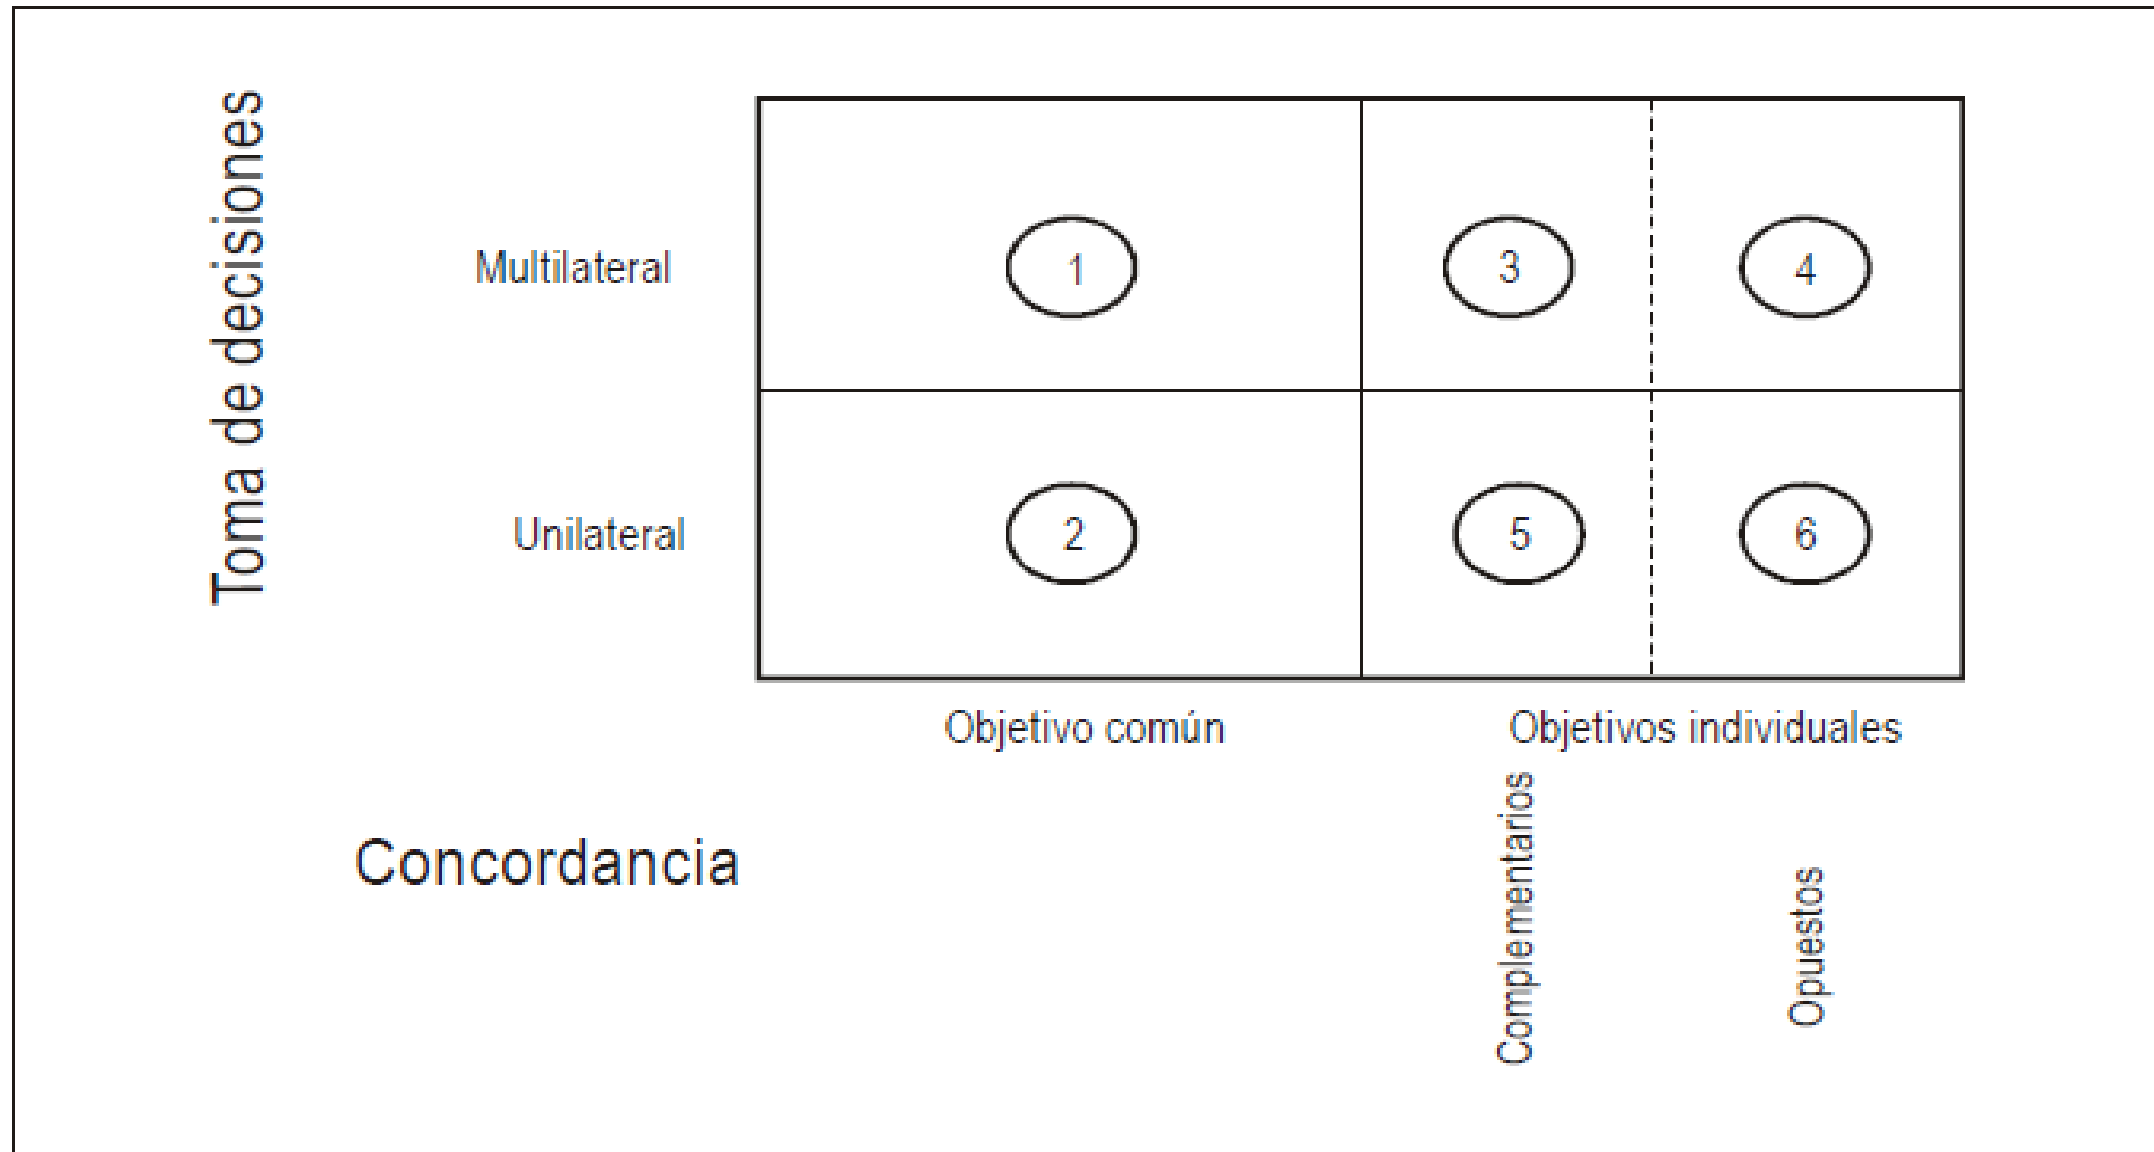 Toma de decisiones
Multilateral
1
3
4
Unilateral
2
5
6
Objetivo común
Objetivos individuales
Concordancia
Complementarios
Opuestos